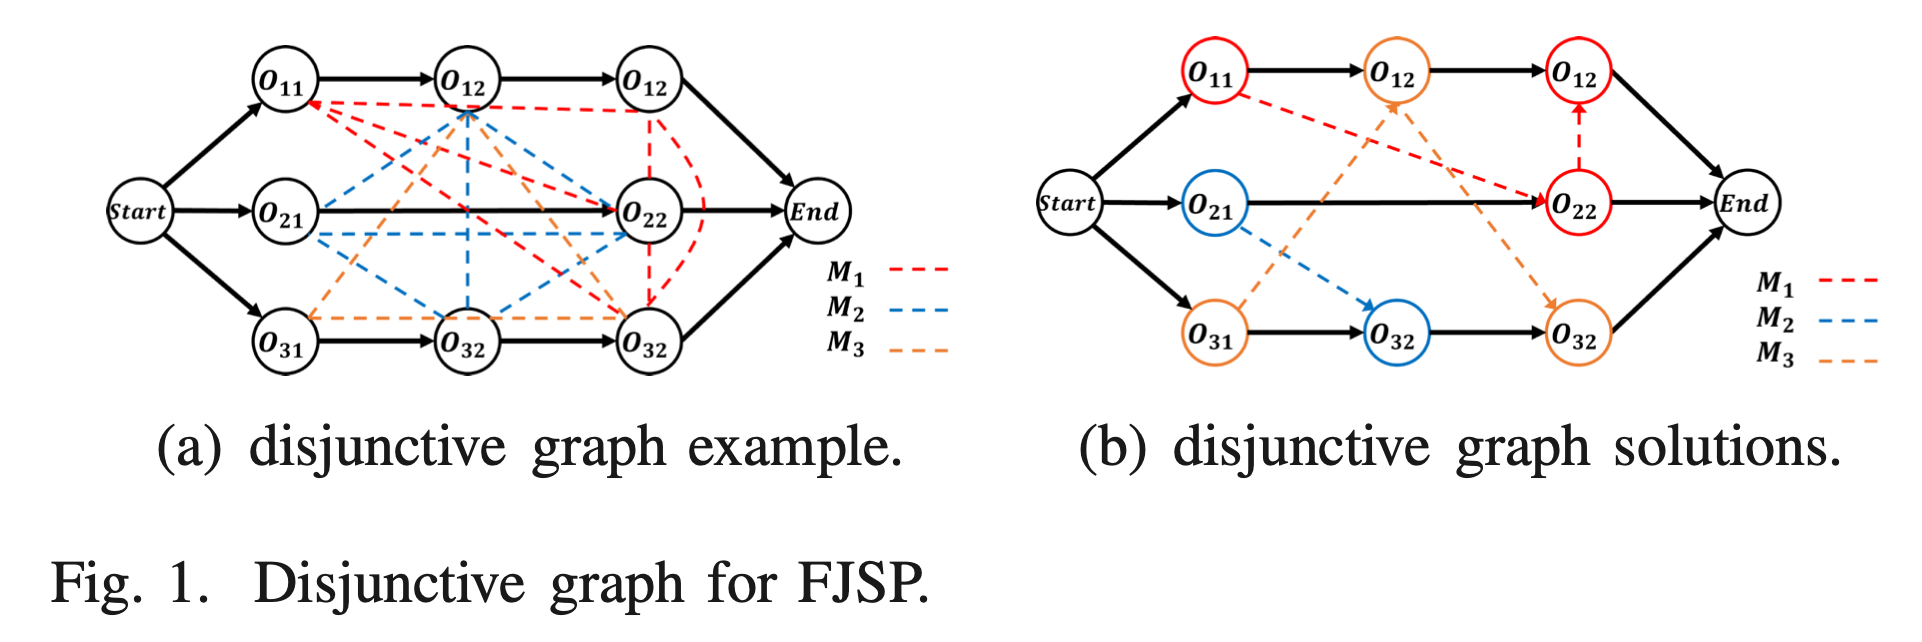 O11 O12 O12
Start O21 O22 End
O31 O32 O32
M1
M2
M3
(a) disjunctive graph example.
O11 O12 O12
Start O21 O22 End
O31 O32 O32
M1
M2
M3
(b) disjunctive graph solutions.
Fig. 1. Disjunctive graph for FJSP.